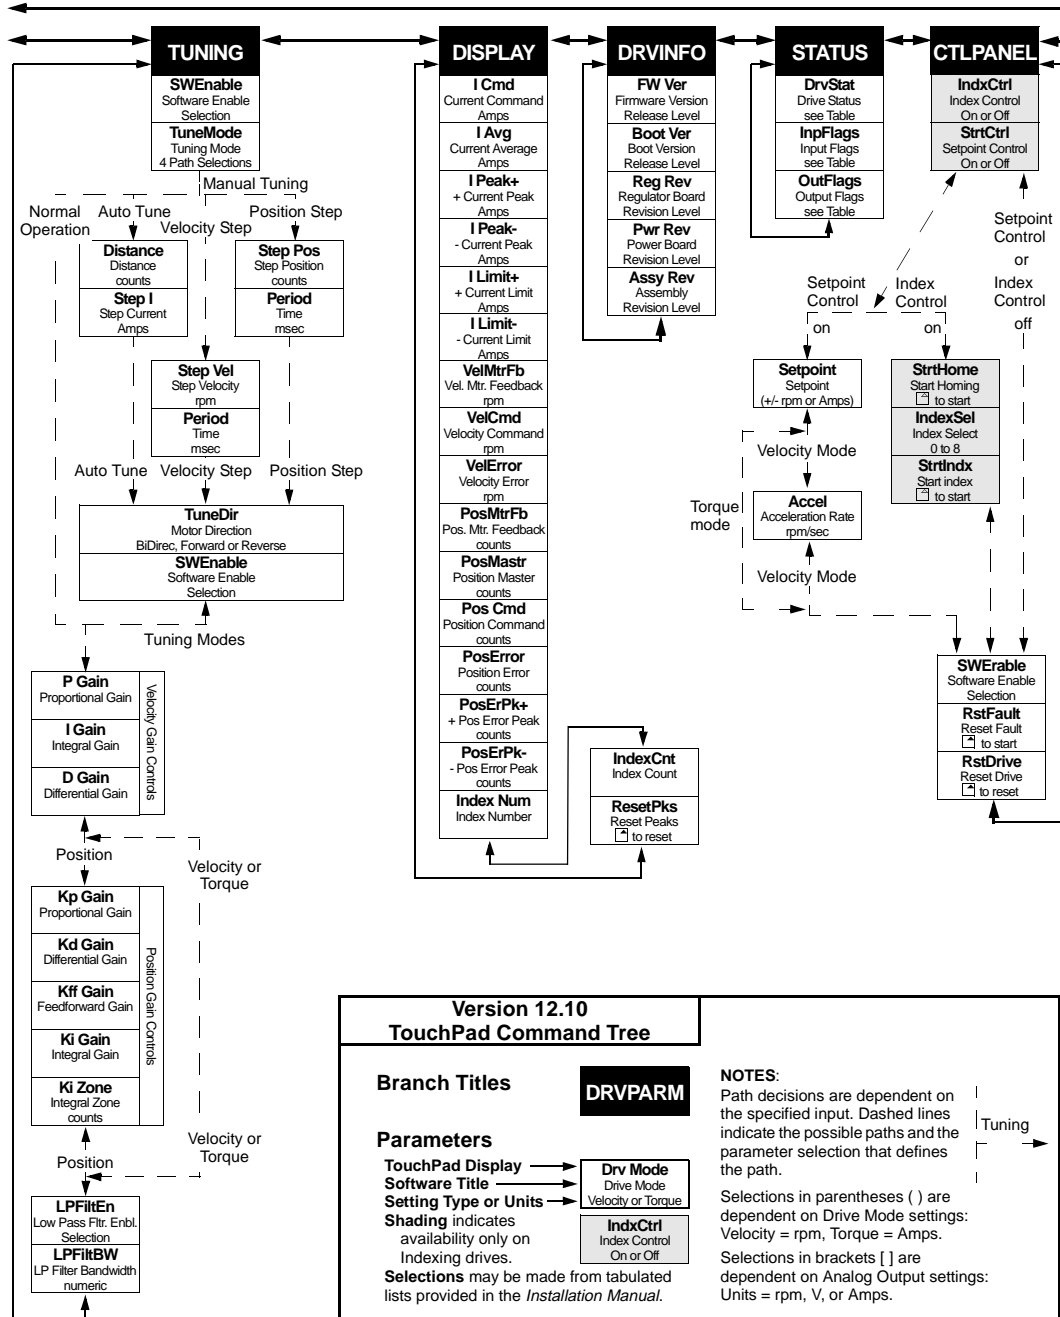 TUNING
SWEnable
Software Enable
Selection
TuneMode
Tuning Mode
4 Path Selections
Manual Tuning
Normal
Operation
Auto Tune
Velocity Step
Position Step
Distance
Distance
counts
Step I
Step Current
Amps
Step Pos
Step Position
counts
Period
Time
msec
Step Vel
Step Velocity
rpm
Period
Time
msec
Auto Tune
Velocity Step
Position Step
TuneDir
Motor Direction
BiDirec, Forward or Reverse
SWEnable
Software Enable
Selection
Tuning Modes
P Gain
Proportional Gain
I Gain
Integral Gain
D Gain
Differential Gain
Velocity Gain Controls
Position
Velocity or
Torque
Kp Gain
Proportional Gain
Kd Gain
Differential Gain
Kff Gain
Feedforward Gain
Ki Gain
Integral Gain
Ki Zone
Integral Zone
counts
Position Gain Controls
Position
Velocity or
Torque
LPFiltEn
Low Pass Fltr. Enbl.
Selection
LPFiltBW
LP Filter Bandwidth
numeric
DISPLAY
I Cmd
Current Command
Amps
I Avg
Current Average
Amps
I Peak+
+ Current Peak
Amps
I Peak-
- Current Peak
Amps
I Limit+
+ Current Limit
Amps
I Limit-
- Current Limit
Amps
VelMtrFb
Vel. Mtr. Feedback
rpm
VelCmd
Velocity Command
rpm
VelError
Velocity Error
rpm
PosMtrFb
Pos. Mtr. Feedback
counts
PosMastr
Position Master
counts
Pos Cmd
Position Command
counts
PosError
Position Error
counts
PosErPk+
+ Pos Error Peak
counts
PosErPk-
- Pos Error Peak
counts
Index Num
Index Number
IndexCnt
Index Count
ResetPks
Reset Peaks
to reset
DRVINFO
FW Ver
Firmware Version
Release Level
Boot Ver
Boot Version
Release Level
Reg Rev
Regulator Board
Revision Level
Pwr Rev
Power Board
Revision Level
Assy Rev
Assembly
Revision Level
STATUS
DrvStat
Drive Status
see Table
InpFlags
Input Flags
see Table
OutFlags
Output Flags
see Table
CTLPANEL
IndxCtrl
Index Control
On or Off
StrtCtrl
Setpoint Control
On or Off
Setpoint
Control
or
Index
Control
off
Setpoint
Control
on
Index
Control
on
Setpoint
Setpoint
(+/- rpm or Amps)
Velocity Mode
Torque
mode
Accel
Acceleration Rate
rpm/sec
Velocity Mode
StrtHome
Start Homing
to start
IndexSel
Index Select
0 to 8
StrtIndx
Start index
to start
SWErable
Software Enable
Selection
RstFault
Reset Fault
to start
RstDrive
Reset Drive
to reset
Version 12.10
TouchPad Command Tree
Branch Titles
DRVPARM
Parameters
TouchPad Display
Software Title
Setting Type or Units
Drv Mode
Drive Mode
Velocity or Torque
Shading indicates
availability only on
Indexing drives.
IndxCtrl
Index Control
On or Off
Selections may be made from tabulated
lists provided in the Installation Manual.
NOTES:
Path decisions are dependent on
the specified input. Dashed lines
indicate the possible paths and the
parameter selection that defines
the path.
Tuning
Selections in parentheses ( ) are
dependent on Drive Mode settings:
Velocity = rpm, Torque = Amps.
Selections in brackets [ ] are
dependent on Analog Output settings:
Units = rpm, V, or Amps.